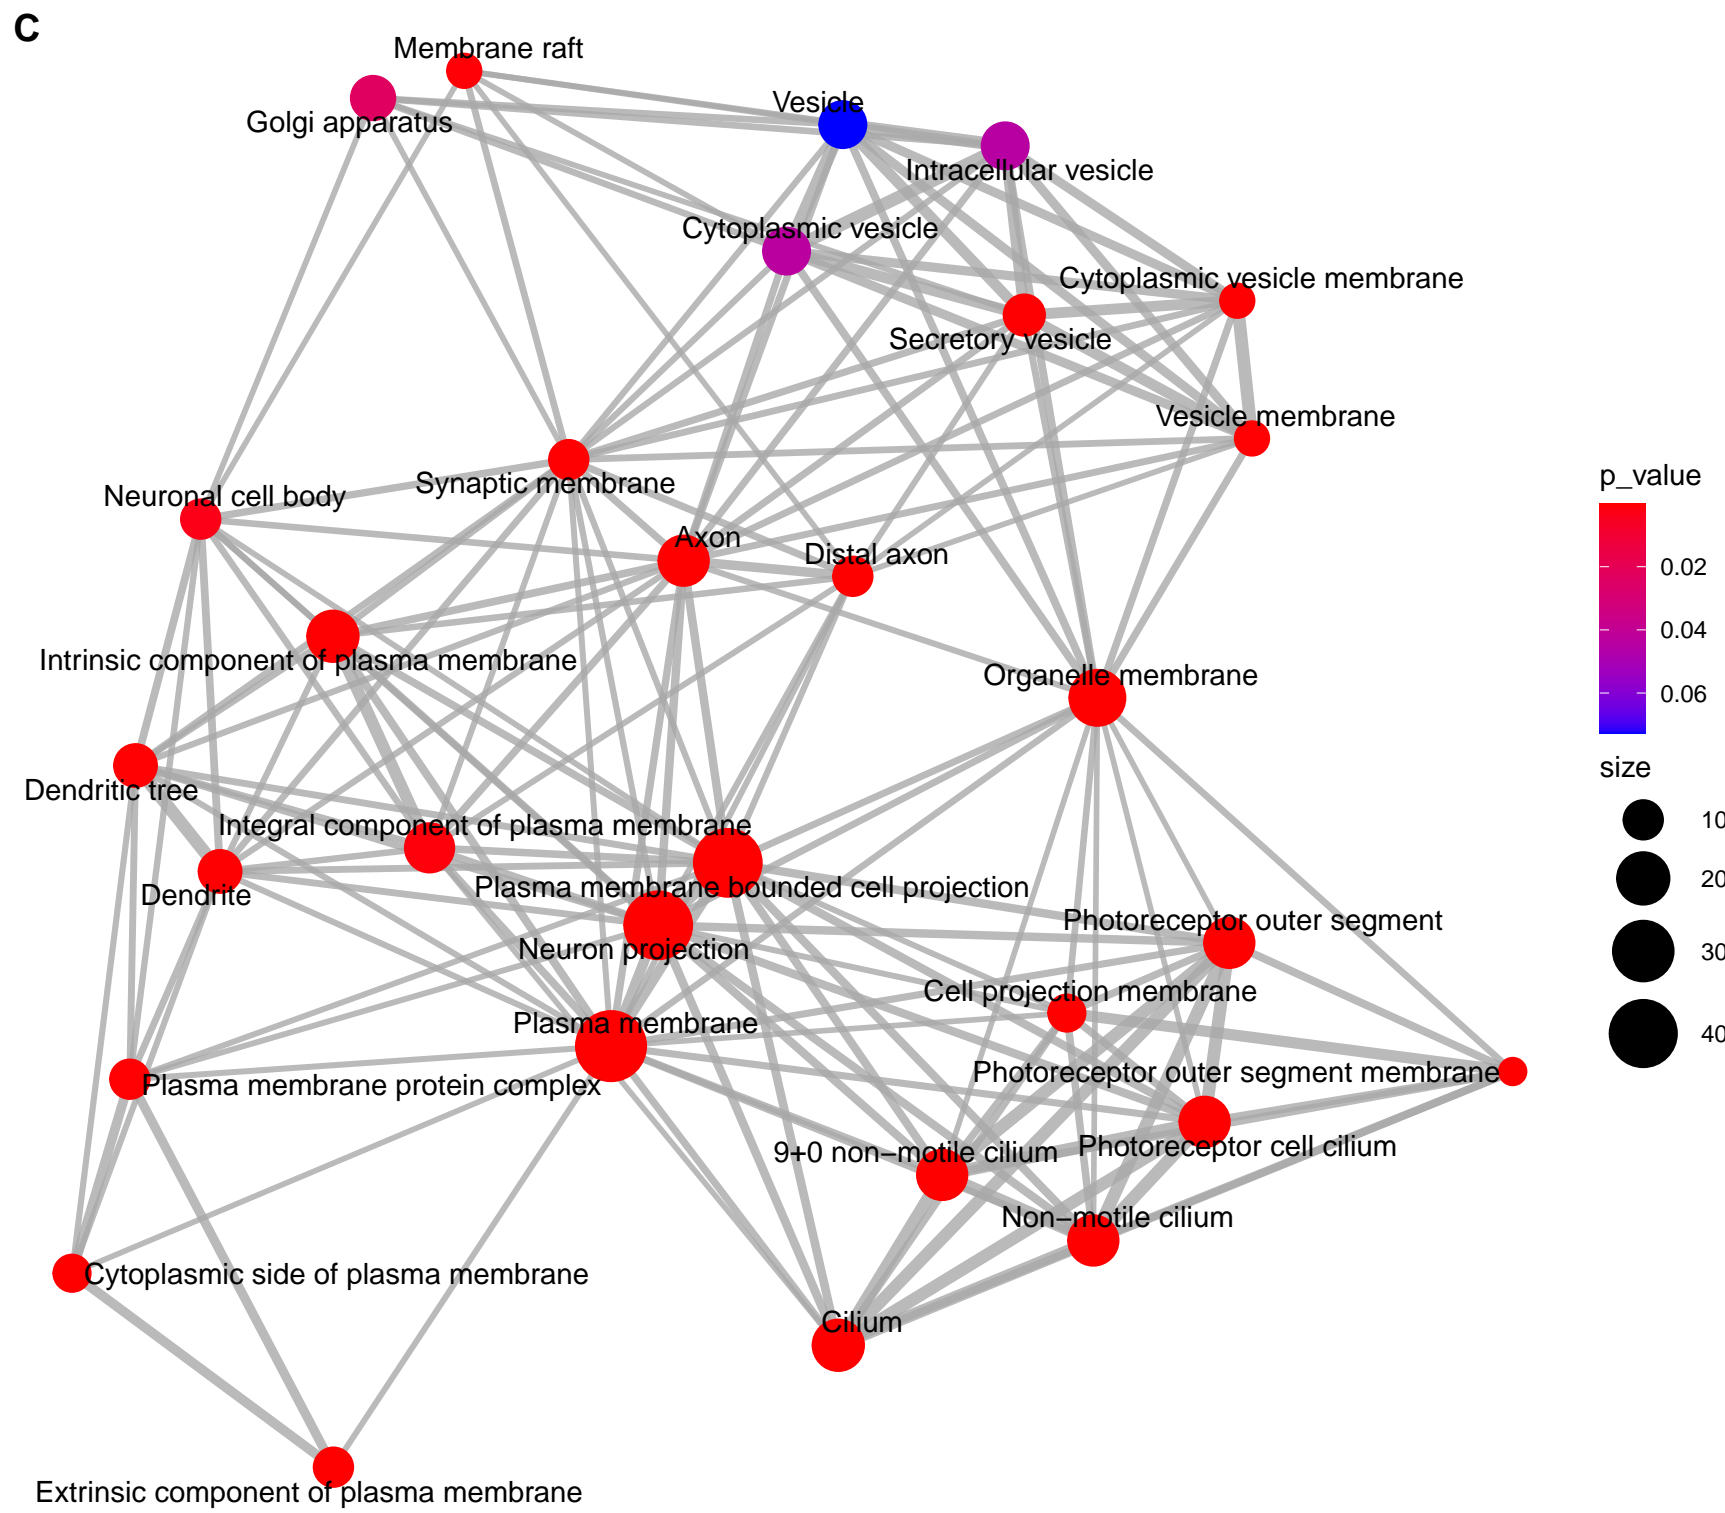 C
Membrane raft
Vesicle
Golgi apparatus
Intracellular vesicle
Cytoplasmic vesicle
Cytoplasmic vesicle membrane
Secretory vesicle
Vesicle membrane
p_value
Synaptic membrane
Neuronal cell body
Axon
Distal axon
0.02
0.04
Intrinsic component of plasma membrane
Organelle membrane
0.06
size
Dendritic tree
10
Integral component of plasma membrane
20
Plasma membrane bounded cell projection
Dendrite
Photoreceptor outer segment
Neuron projection
30
Cell projection membrane
Plasma membrane
40
Photoreceptor outer segment membrane
Plasma membrane protein complex
9+0 non−motile cilium
Photoreceptor cell cilium
Non−motile cilium
Cytoplasmic side of plasma membrane
Cilium
Extrinsic component of plasma membrane